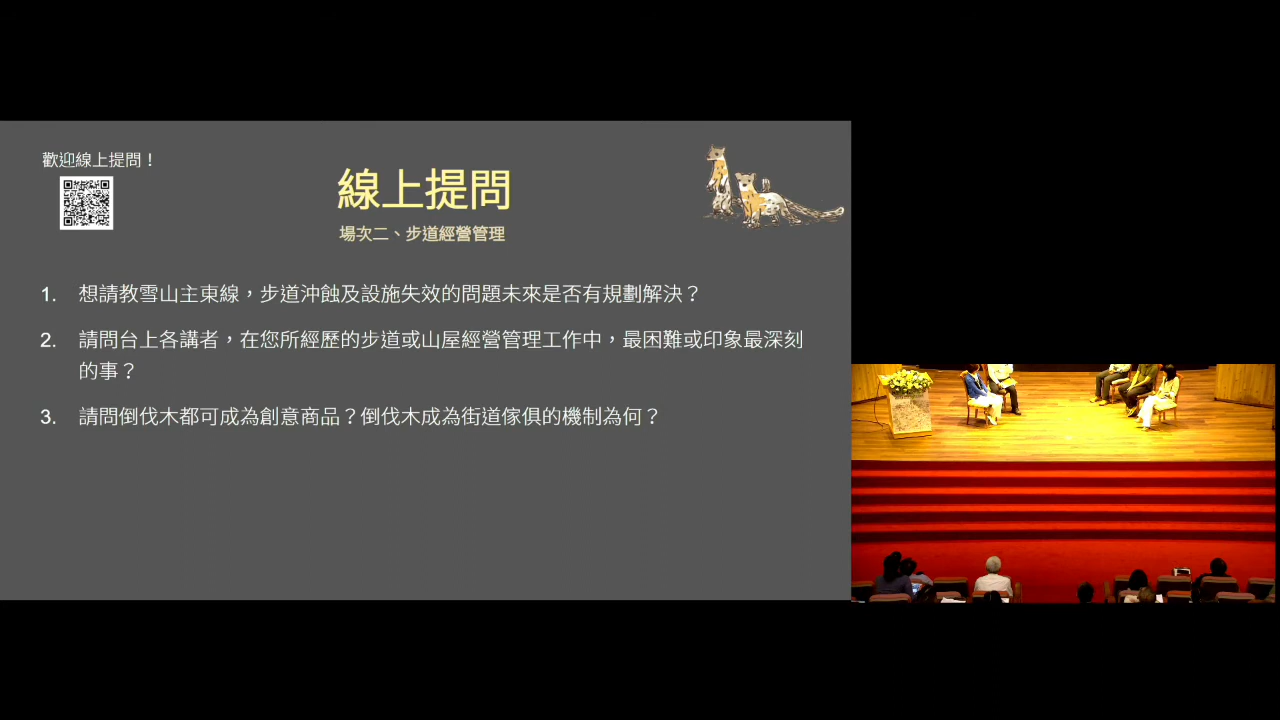 歡迎線上提問！
線上提問
場次二、步道經營管理
1. 想請教雪山主東線，步道沖蝕及設施失效的問題未來是否有規劃解決？
2. 請問台上各講者，在您所經歷的步道或山屋經營管理工作中，最困難或印象最深刻
的事？
3. 請問倒伐木都可成為創意商品？倒伐木成為街道傢俱的機制為何？